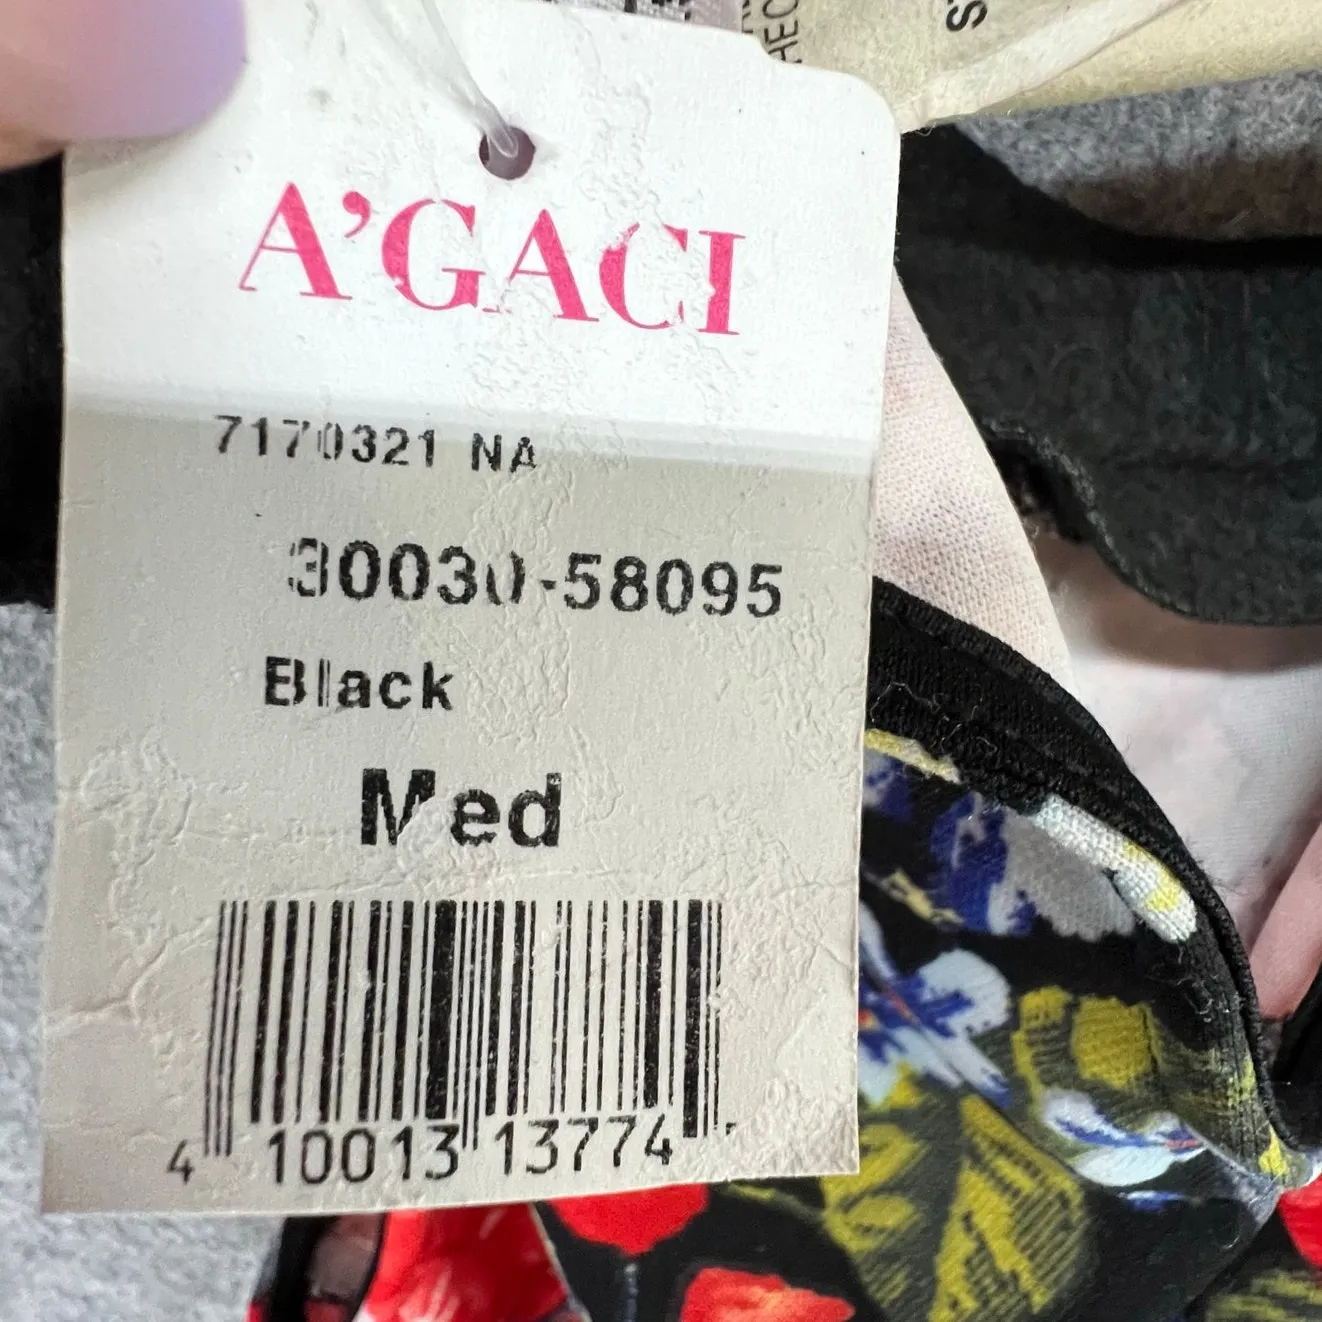 A'GACI
7170321 NA
30030-58095
Black
Med
4 10013 13774